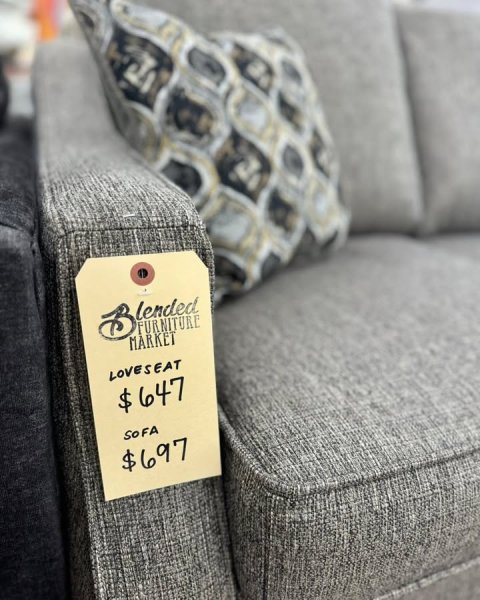 Blended
FURNITURE
MARKET
LOVESEAT
$647
SOFA
$697